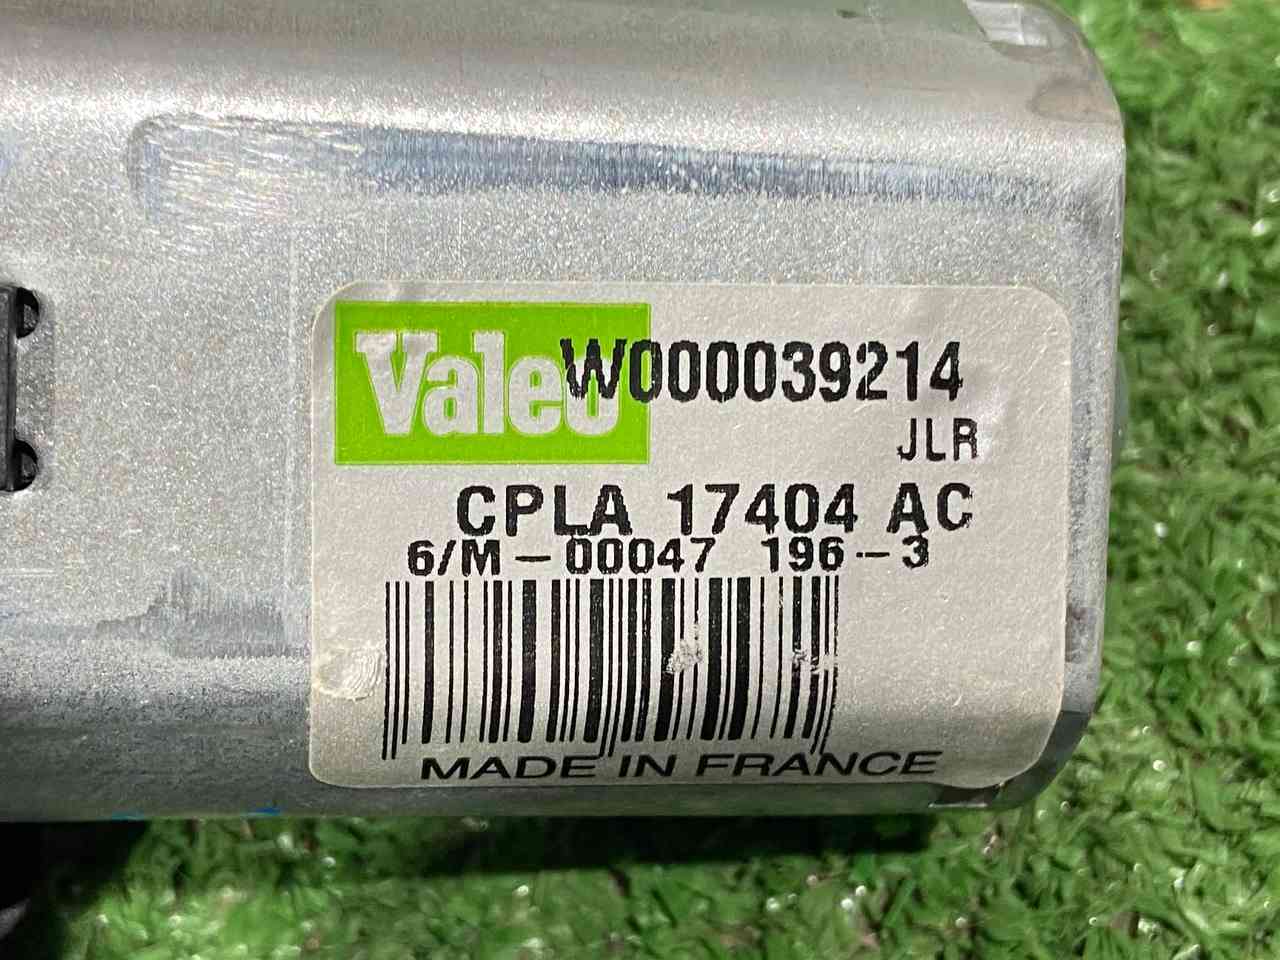 Valeo W000039214
JLR
CPLA 17404 AC
6/M-00047 196-3
MADE IN FRANCE